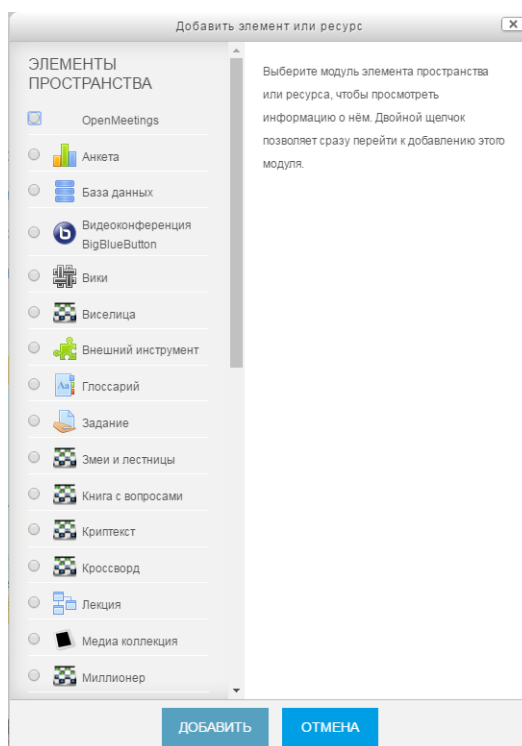 Добавить элемент или ресурс
ЭЛЕМЕНТЫ
ПРОСТРАНСТВА
OpenMeetings
Анкета
База данных
Видеоконференция
BigBlueButton
Вики
Виселица
Внешний инструмент
Глоссарий
Задание
Змеи и лестницы
Книга с вопросами
Криптекст
Кроссворд
Лекция
Медиа коллекция
Миллионер
Выберите модуль элемента пространства
или ресурса, чтобы просмотреть
информацию о нём. Двойной щелчок
позволяет сразу перейти к добавлению этого
модуля.
ДОБАВИТЬ
ОТМЕНА